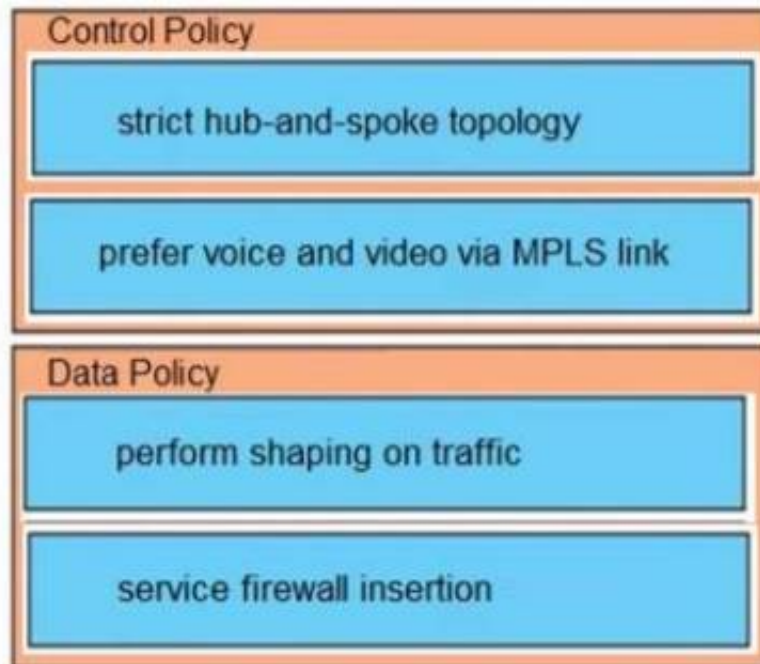 Control Policy
strict hub-and-spoke topology
prefer voice and video via MPLS link
Data Policy
perform shaping on traffic
service firewall insertion